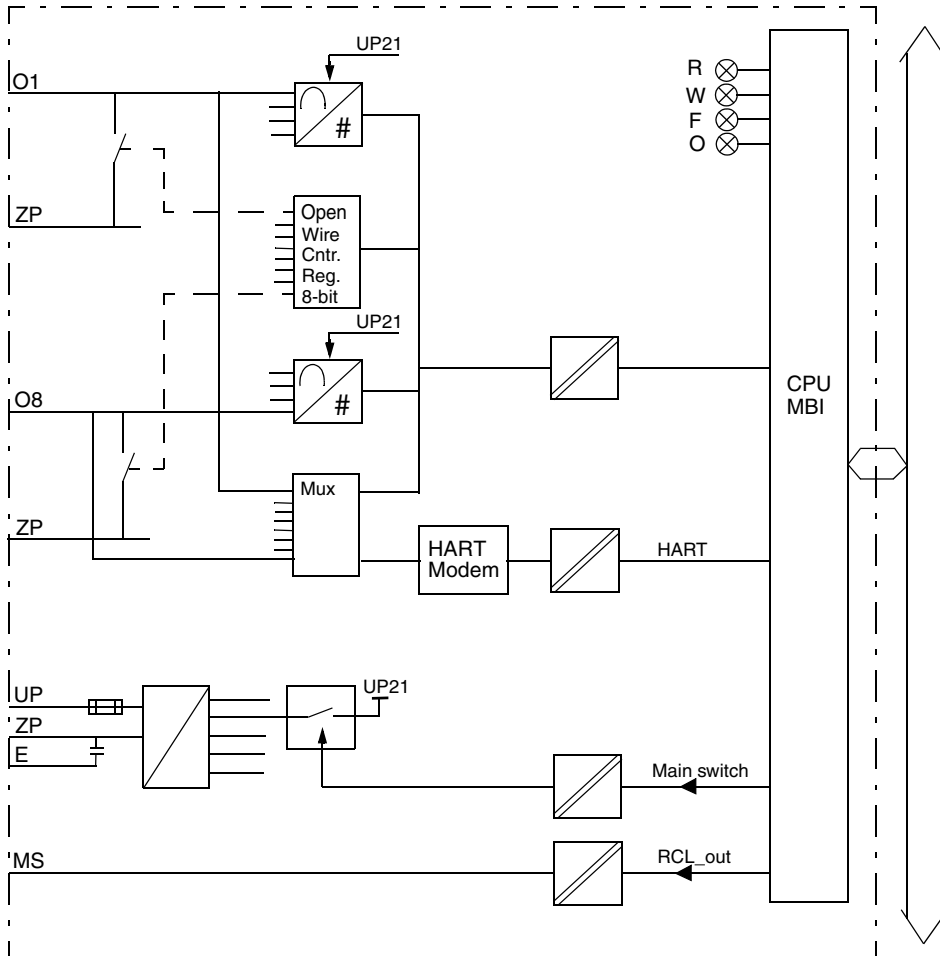 UP21
O1
#
R
W
F
O
ZP
Open
Wire
Cntr.
Reg.
8-bit
UP21
CPU
MBI
O8
#
Mux
ZP
HART
Modem
HART
UP
UP21
ZP
E
Main switch
MS
RCL_out